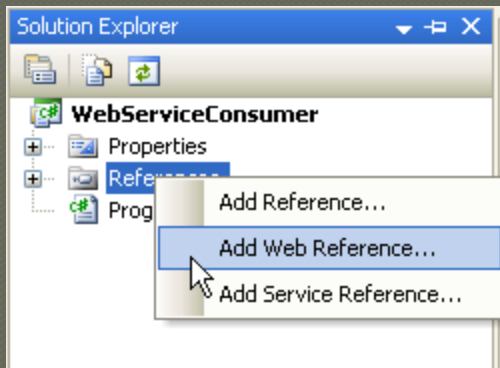 Solution Explorer
WebServiceConsumer
Properties
Add Reference...
Add Web Reference...
Add Service Reference...